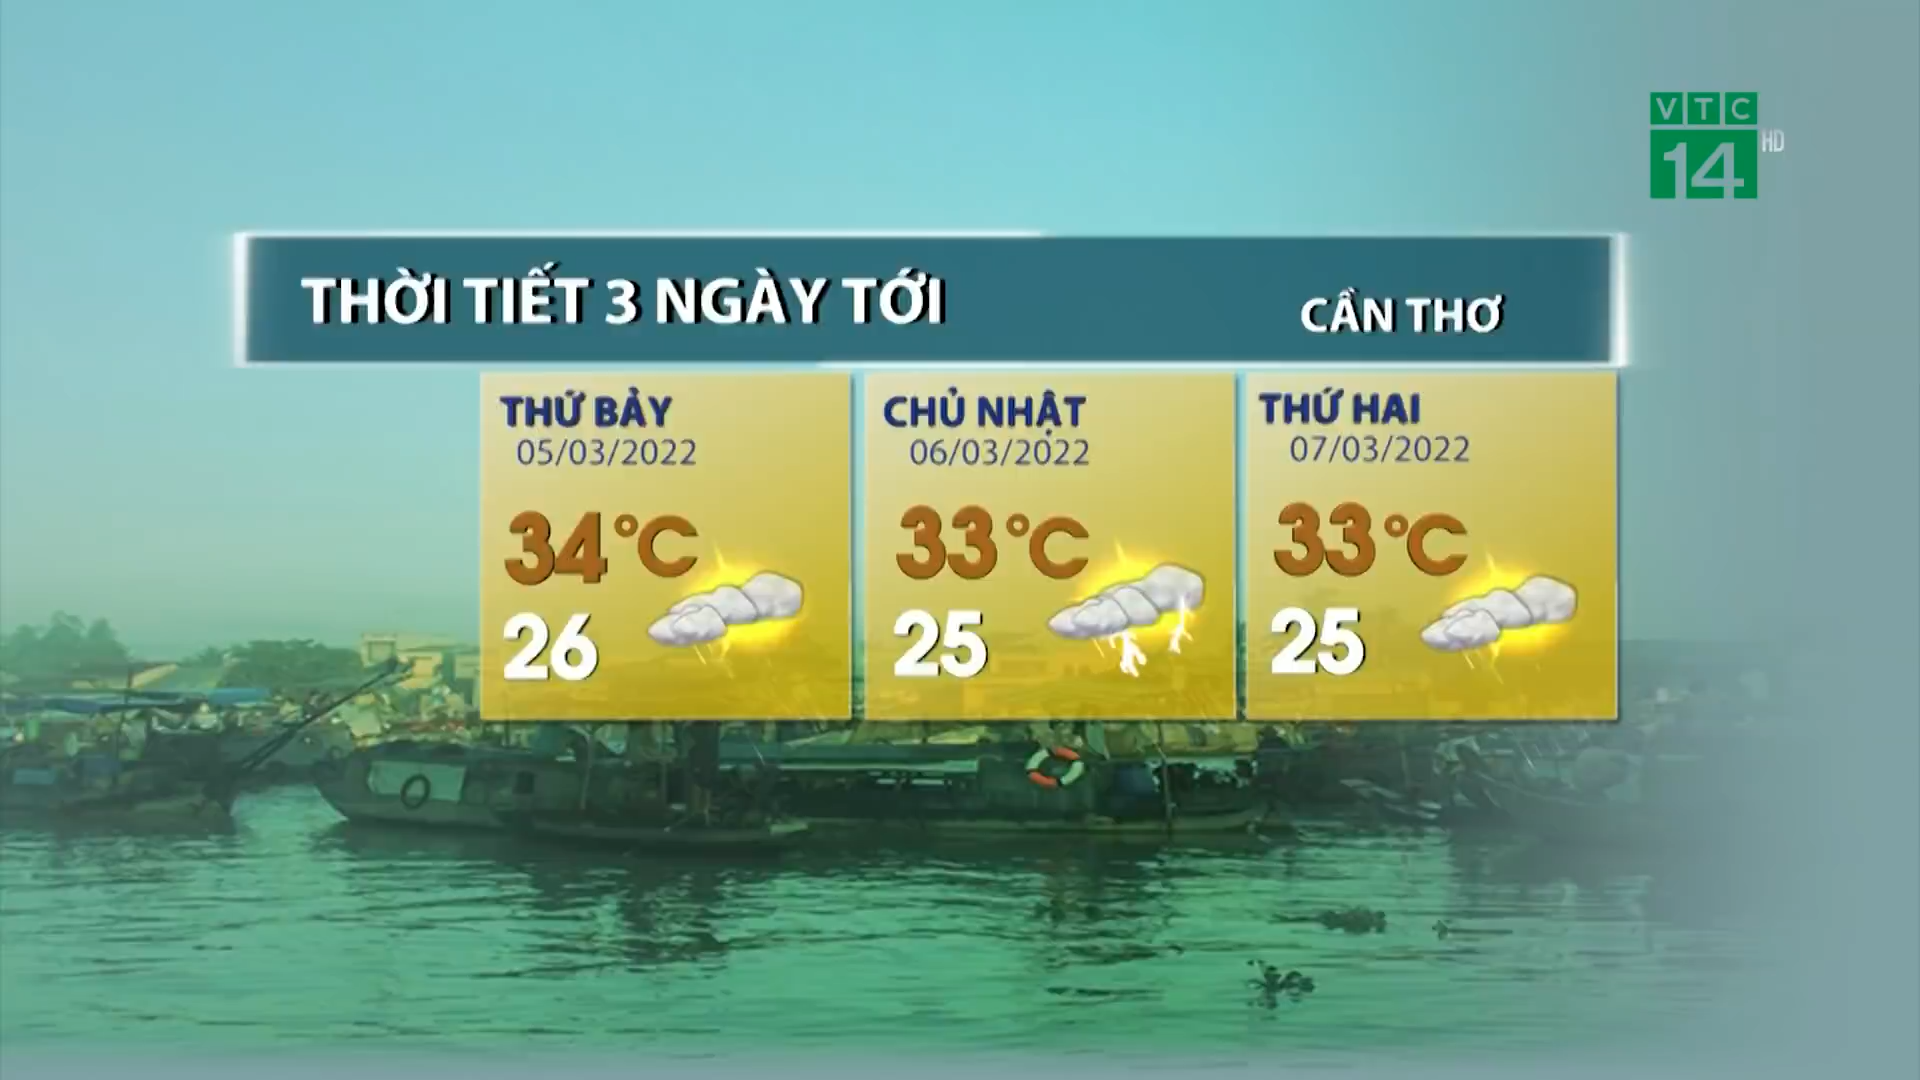 VTC
14 HD
THỜI TIẾT 3 NGÀY TỚI
CẦN THƠ
THỨ BẢY
05/03/2022
34°C
26
CHỦ NHẬT
06/03/2022
33°C
25
THỨ HAI
07/03/2022
33°C
25